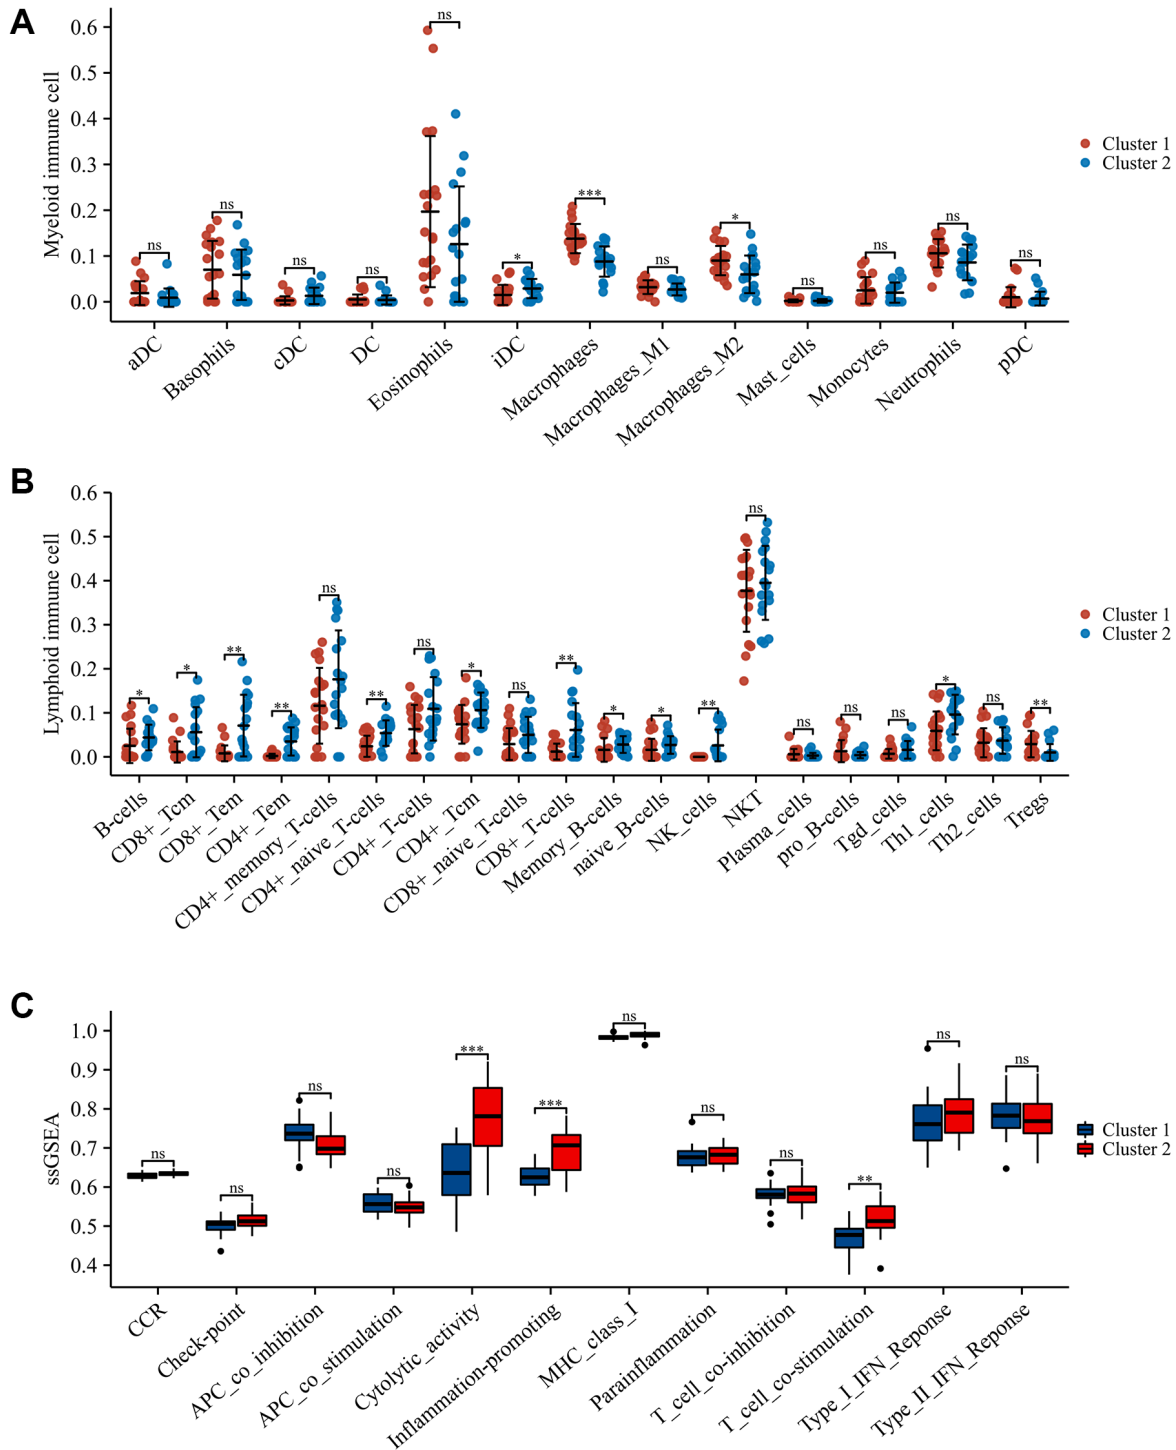 A
Myeloid immune cell
0.6
0.5
0.4
0.3
0.2
0.1
0.0
ns
ns
ns
ns
ns
*
***
ns
*
ns
ns
ns
ns
aDC
Basophils
cDC
DC
Eosinophils
iDC
Macrophages
Macrophages_M1
Macrophages_M2
Mast_cells
Monocytes
Neutrophils
pDC
Cluster 1
Cluster 2
B
Lymphoid immune cell
0.6
0.5
0.4
0.3
0.2
0.1
0.0
*
*
**
**
ns
**
ns
*
ns
**
*
*
**
ns
ns
ns
ns
*
ns
**
B-cells
CD8+_Tcm
CD8+_Tem
CD4+_Tem
CD4+_memory_T-cells
CD4+_naive_T-cells
CD4+_T-cells
CD4+_Tcm
CD8+_naive_T-cells
CD8+_T-cells
Memory_B-cells
naive_B-cells
NK_cells
NKT
Plasma_cells
pro_B-cells
Tgd_cells
Th1_cells
Th2_cells
Tregs
Cluster 1
Cluster 2
C
ssGSEA
1.0
0.9
0.8
0.7
0.6
0.5
0.4
ns
ns
ns
ns
***
***
ns
ns
ns
**
ns
ns
CCR
Check-point
APC_co_inhibition
APC_co_stimulation
Cytolytic_activity
Inflammation-promoting
MHC_class_I
Parainflammation
T_cell_co-inhibition
T_cell_co-stimulation
Type_I_IFN_Reponse
Type_II_IFN_Reponse
Cluster 1
Cluster 2